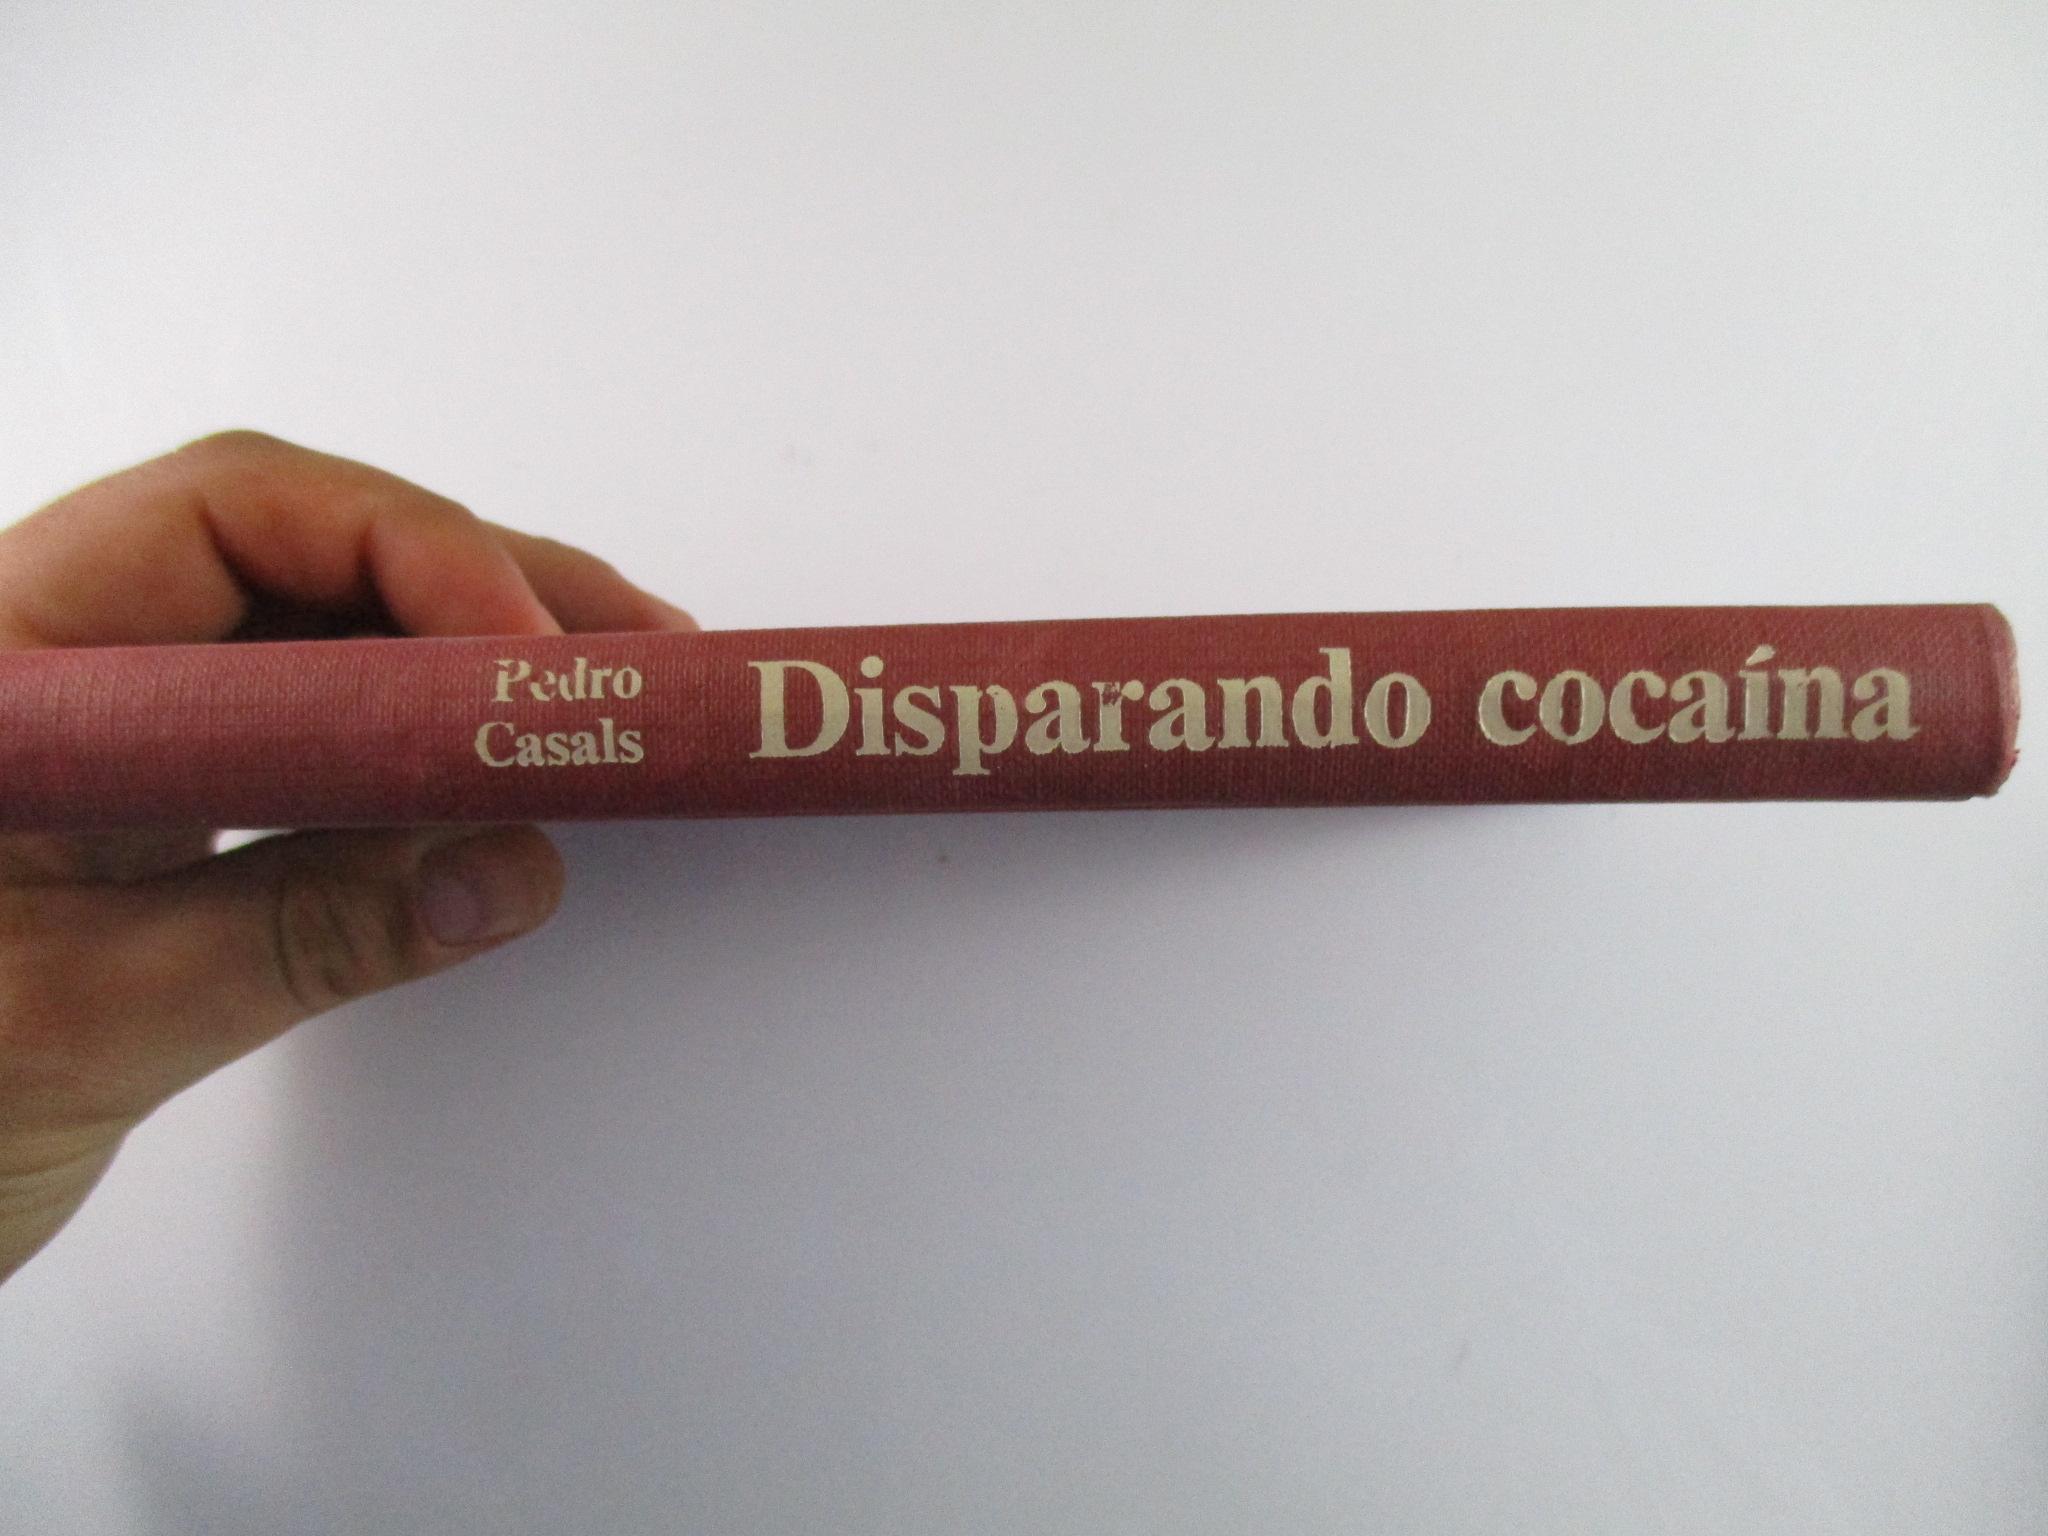 Pedro
Casals
Disparando cocaína